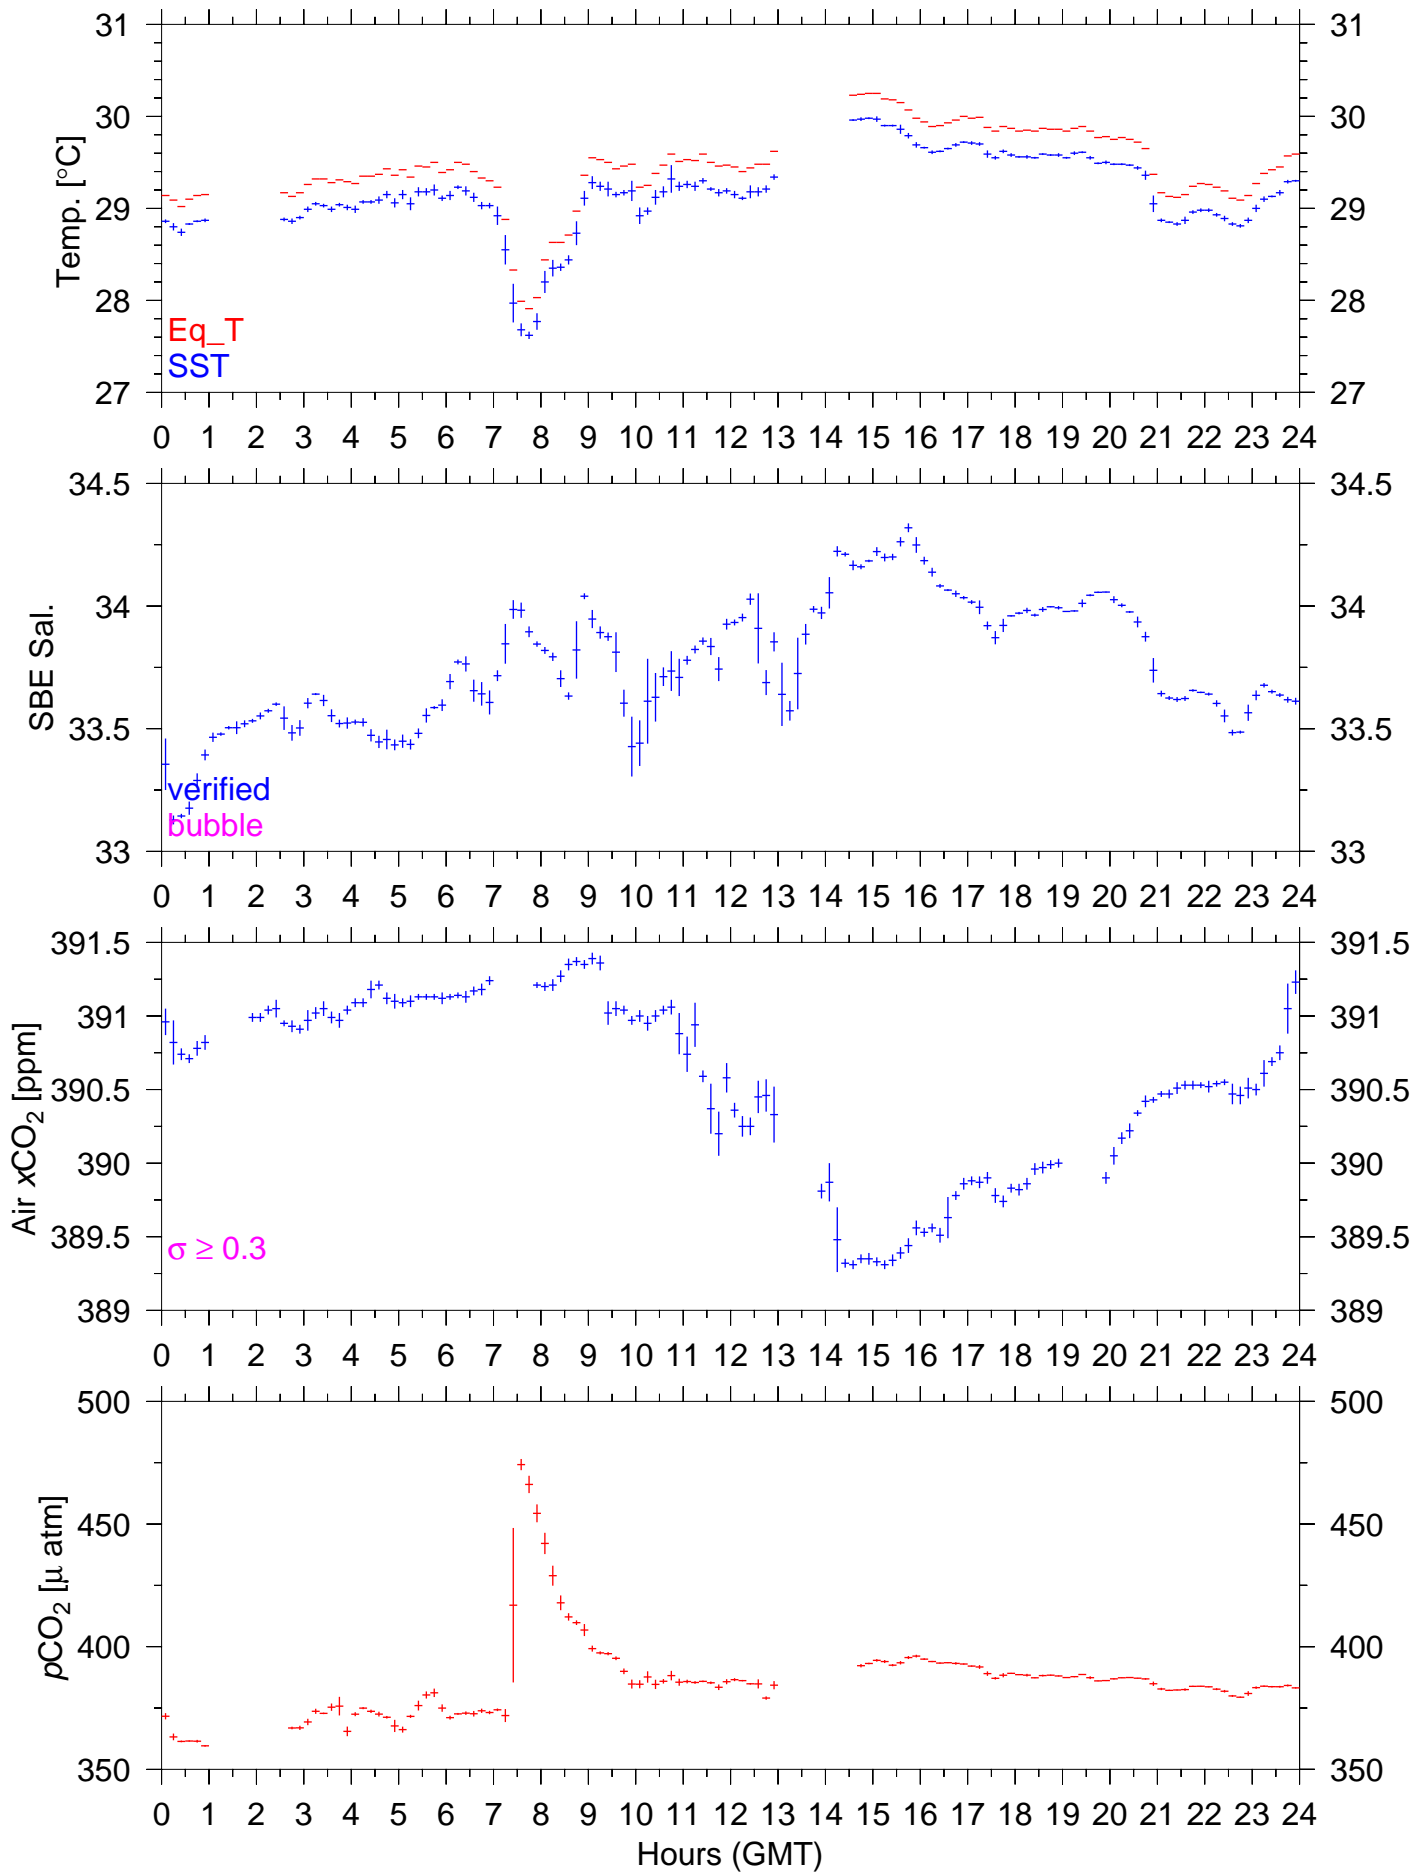 31 31
30 30
Temp. [°C]
29 29
28 28
Eq_T
SST
27 27
0 1 2 3 4 5 6 7 8 9 10 11 12 13 14 15 16 17 18 19 20 21 22 23 24
34.5 34.5
34 34
SBE Sal.
33.5 33.5
verified
bubble
33 33
0 1 2 3 4 5 6 7 8 9 10 11 12 13 14 15 16 17 18 19 20 21 22 23 24
391.5 391.5
391 391
390.5 390.5
Air xCO₂ [ppm]
390 390
389.5 389.5
σ ≥ 0.3
389 389
0 1 2 3 4 5 6 7 8 9 10 11 12 13 14 15 16 17 18 19 20 21 22 23 24
500 500
450 450
pCO₂ [μ atm]
400 400
350 350
0 1 2 3 4 5 6 7 8 9 10 11 12 13 14 15 16 17 18 19 20 21 22 23 24
Hours (GMT)